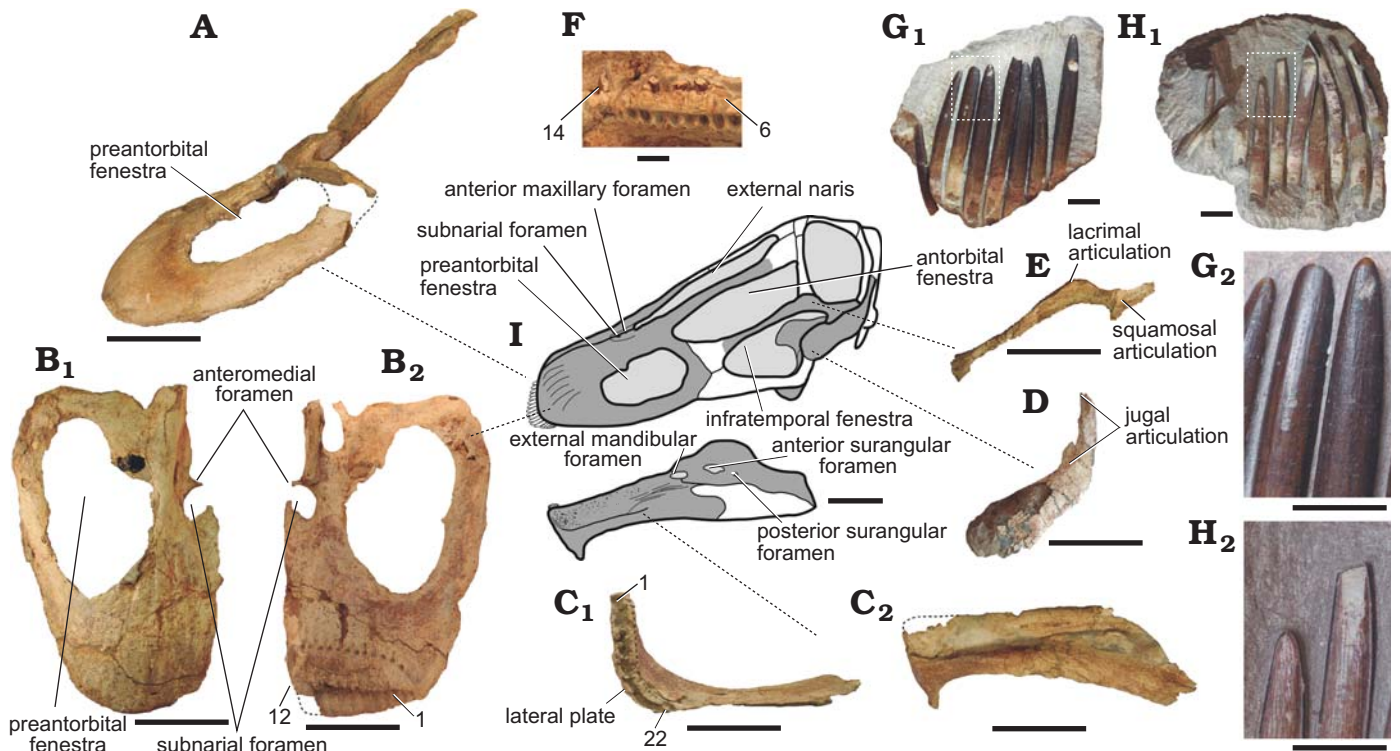 A
F
G1
H1
preantorbital
fenestra
14
6
anterior maxillary foramen
external naris
subnarial foramen
preantorbital
fenestra
antorbital
fenestra
lacrimal
articulation
E
G2
squamosal
articulation
I
B1
B2
anteromedial
foramen
infratemporal fenestra
D
jugal
articulation
external mandibular
foramen
anterior surangular
foramen
posterior surangular
foramen
H2
C1
1
C2
lateral plate
22
12
1
preantorbital
fenestra
subnarial foramen